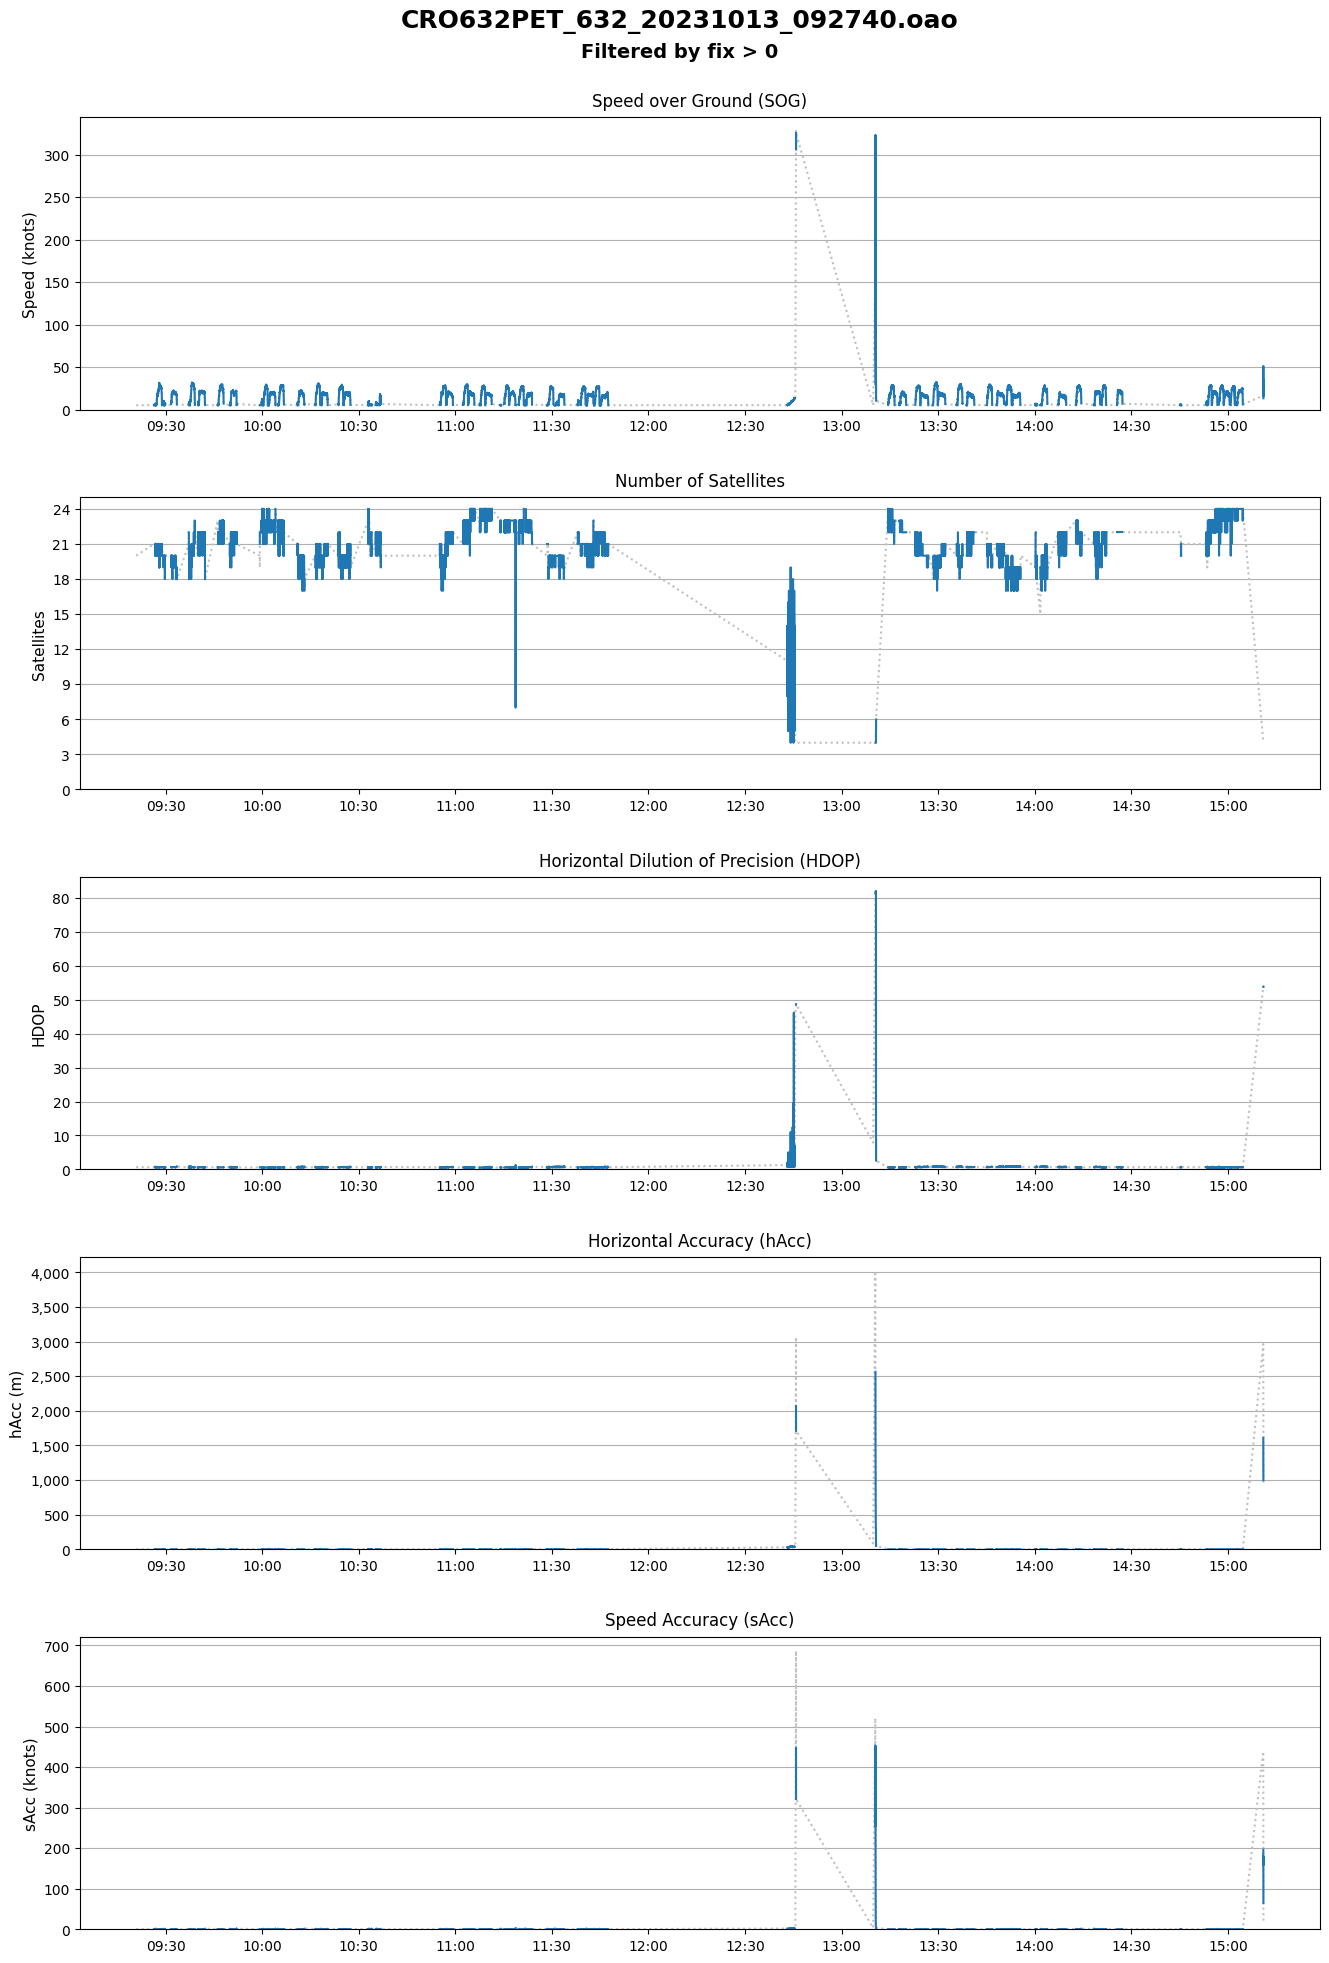 CRO632PET_632_20231013_092740.oao
Filtered by fix > 0
Speed over Ground (SOG)
Speed (knots)
300
250
200
150
100
50
0
09:30 10:00 10:30 11:00 11:30 12:00 12:30 13:00 13:30 14:00 14:30 15:00
Number of Satellites
Satellites
24
21
18
15
12
9
6
3
0
09:30 10:00 10:30 11:00 11:30 12:00 12:30 13:00 13:30 14:00 14:30 15:00
Horizontal Dilution of Precision (HDOP)
HDOP
80
70
60
50
40
30
20
10
0
09:30 10:00 10:30 11:00 11:30 12:00 12:30 13:00 13:30 14:00 14:30 15:00
Horizontal Accuracy (hAcc)
hAcc (m)
4,000
3,500
3,000
2,500
2,000
1,500
1,000
500
0
09:30 10:00 10:30 11:00 11:30 12:00 12:30 13:00 13:30 14:00 14:30 15:00
Speed Accuracy (sAcc)
sAcc (knots)
700
600
500
400
300
200
100
0
09:30 10:00 10:30 11:00 11:30 12:00 12:30 13:00 13:30 14:00 14:30 15:00